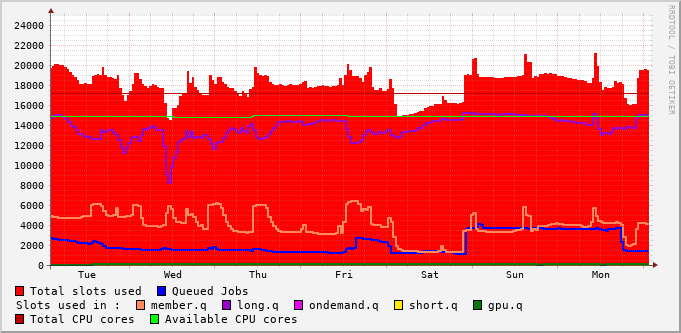 RRDTOOL / TOBI OETIKER
24000
22000
20000
18000
16000
14000
12000
10000
8000
6000
4000
2000
0
Tue Wed Thu Fri Sat Sun Mon
Total slots used Queued Jobs
Slots used in : member.q long.q ondemand.q short.q gpu.q
Total CPU cores Available CPU cores